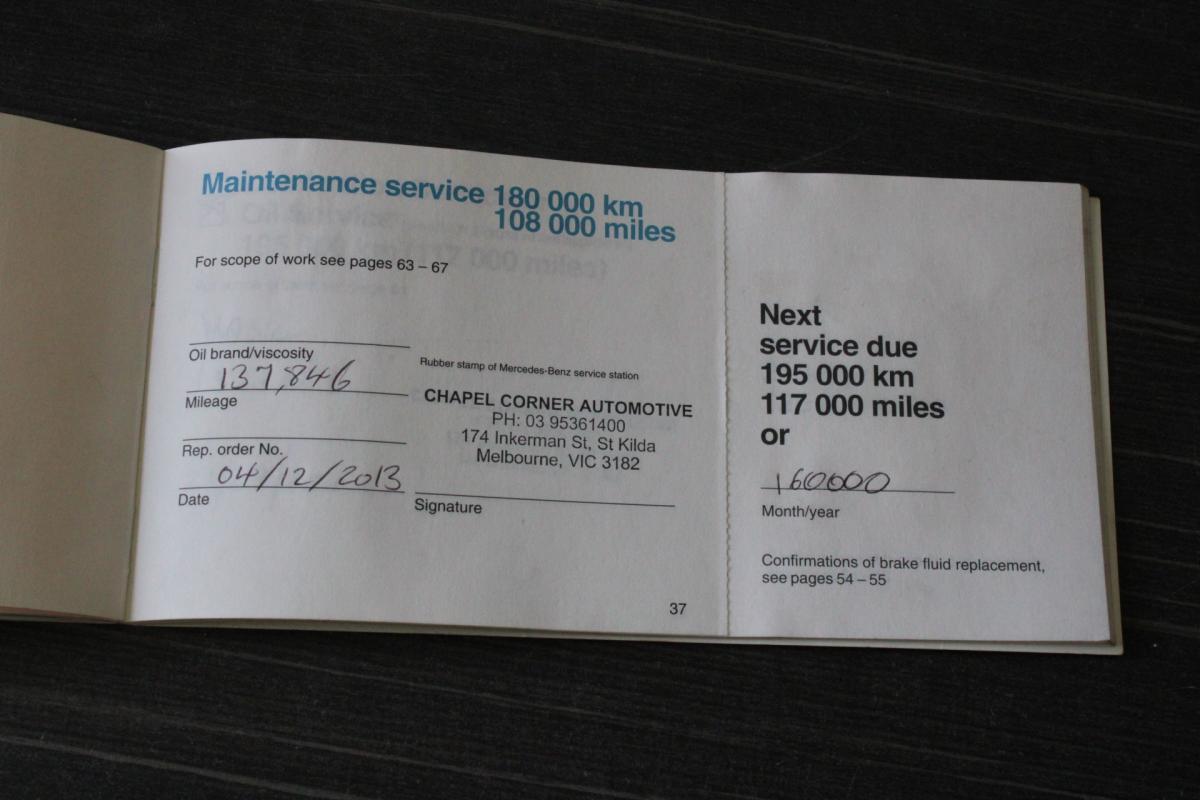 Maintenance service 180 000 km
108 000 miles
For scope of work see pages 63 – 67
Oil brand/viscosity
137,846
Mileage
Rep. order No.
04/12/2013
Date
Rubber stamp of Mercedes-Benz service station
CHAPEL CORNER AUTOMOTIVE
PH: 03 95361400
174 Inkerman St, St Kilda
Melbourne, VIC 3182
Signature
37
Next
service due
195 000 km
117 000 miles
or
160000
Month/year
Confirmations of brake fluid replacement,
see pages 54 – 55